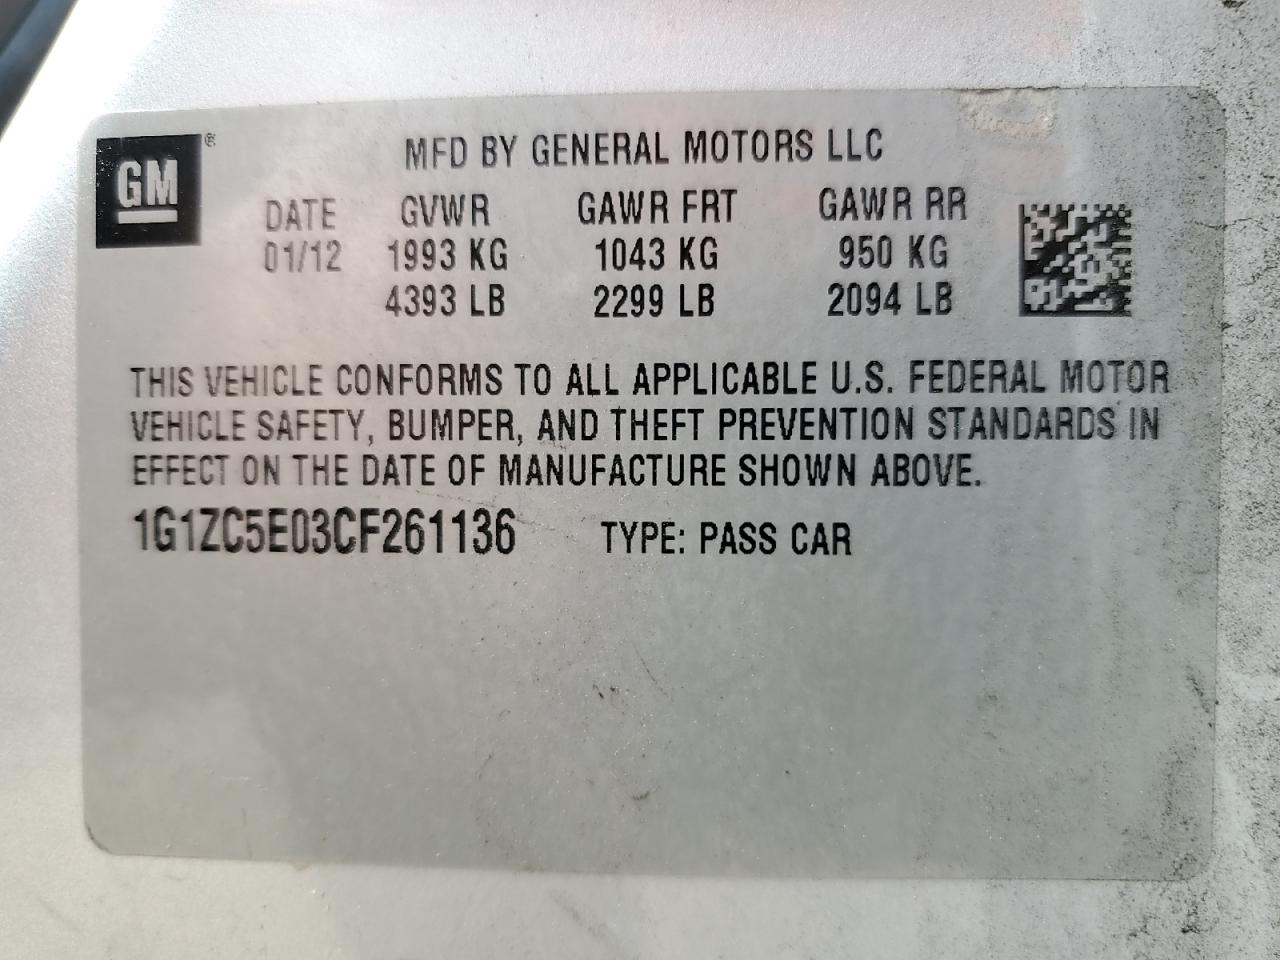 GM ® MFD BY GENERAL MOTORS LLC
DATE GVWR GAWR FRT GAWR RR
01/12 1993 KG 1043 KG 950 KG
4393 LB 2299 LB 2094 LB
THIS VEHICLE CONFORMS TO ALL APPLICABLE U.S. FEDERAL MOTOR
VEHICLE SAFETY, BUMPER, AND THEFT PREVENTION STANDARDS IN
EFFECT ON THE DATE OF MANUFACTURE SHOWN ABOVE.
1G1ZC5E03CF261136 TYPE: PASS CAR